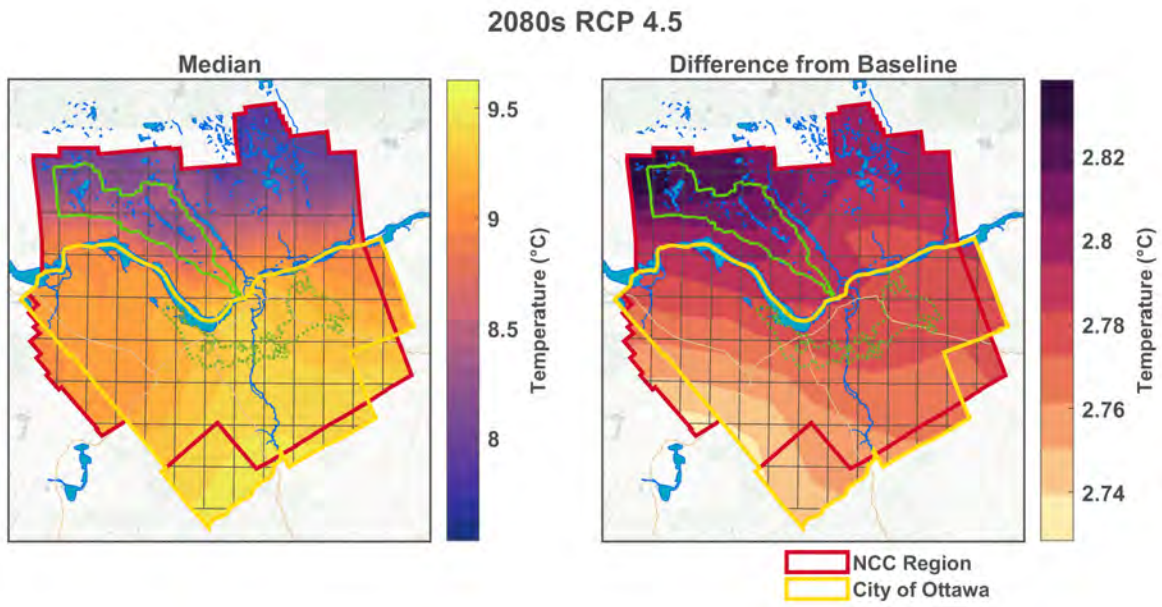 2080s RCP 4.5
Median
9.5
9
8.5
8
Temperature (°C)
Difference from Baseline
2.82
2.8
2.78
2.76
2.74
Temperature (°C)
NCC Region
City of Ottawa